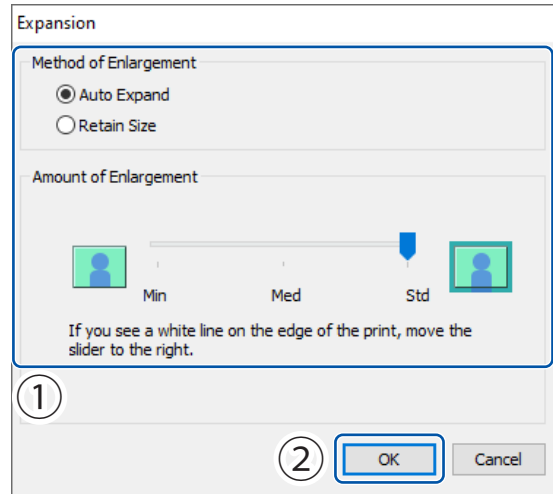 Expansion
Method of Enlargement
Auto Expand
Retain Size
Amount of Enlargement
Min Med Std
If you see a white line on the edge of the print, move the
slider to the right.
①
② OK Cancel